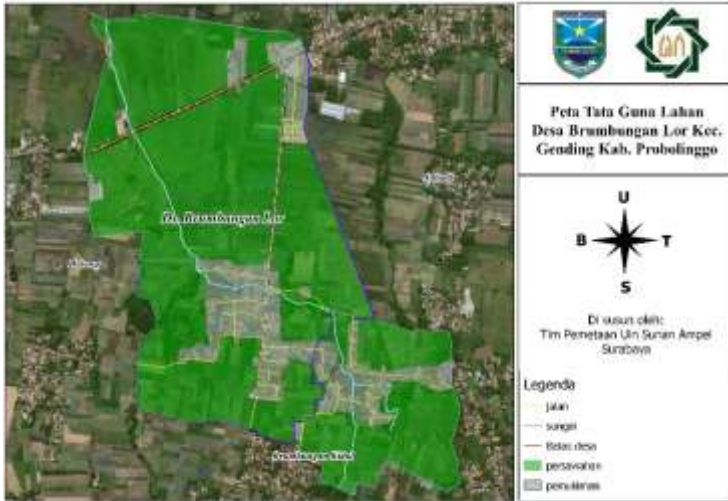 Peta Tata Guna Lahan
Desa Brumbungan Lor Kec.
Gending Kab. Probolinggo
U
B
T
S
Di susun oleh:
Tim Pemetaan Uin Sunan Ampel
Surabaya
Legenda
jalan
sungai
Batas desa
persawahan
pemukiman
Ds. Brumbungan Lor